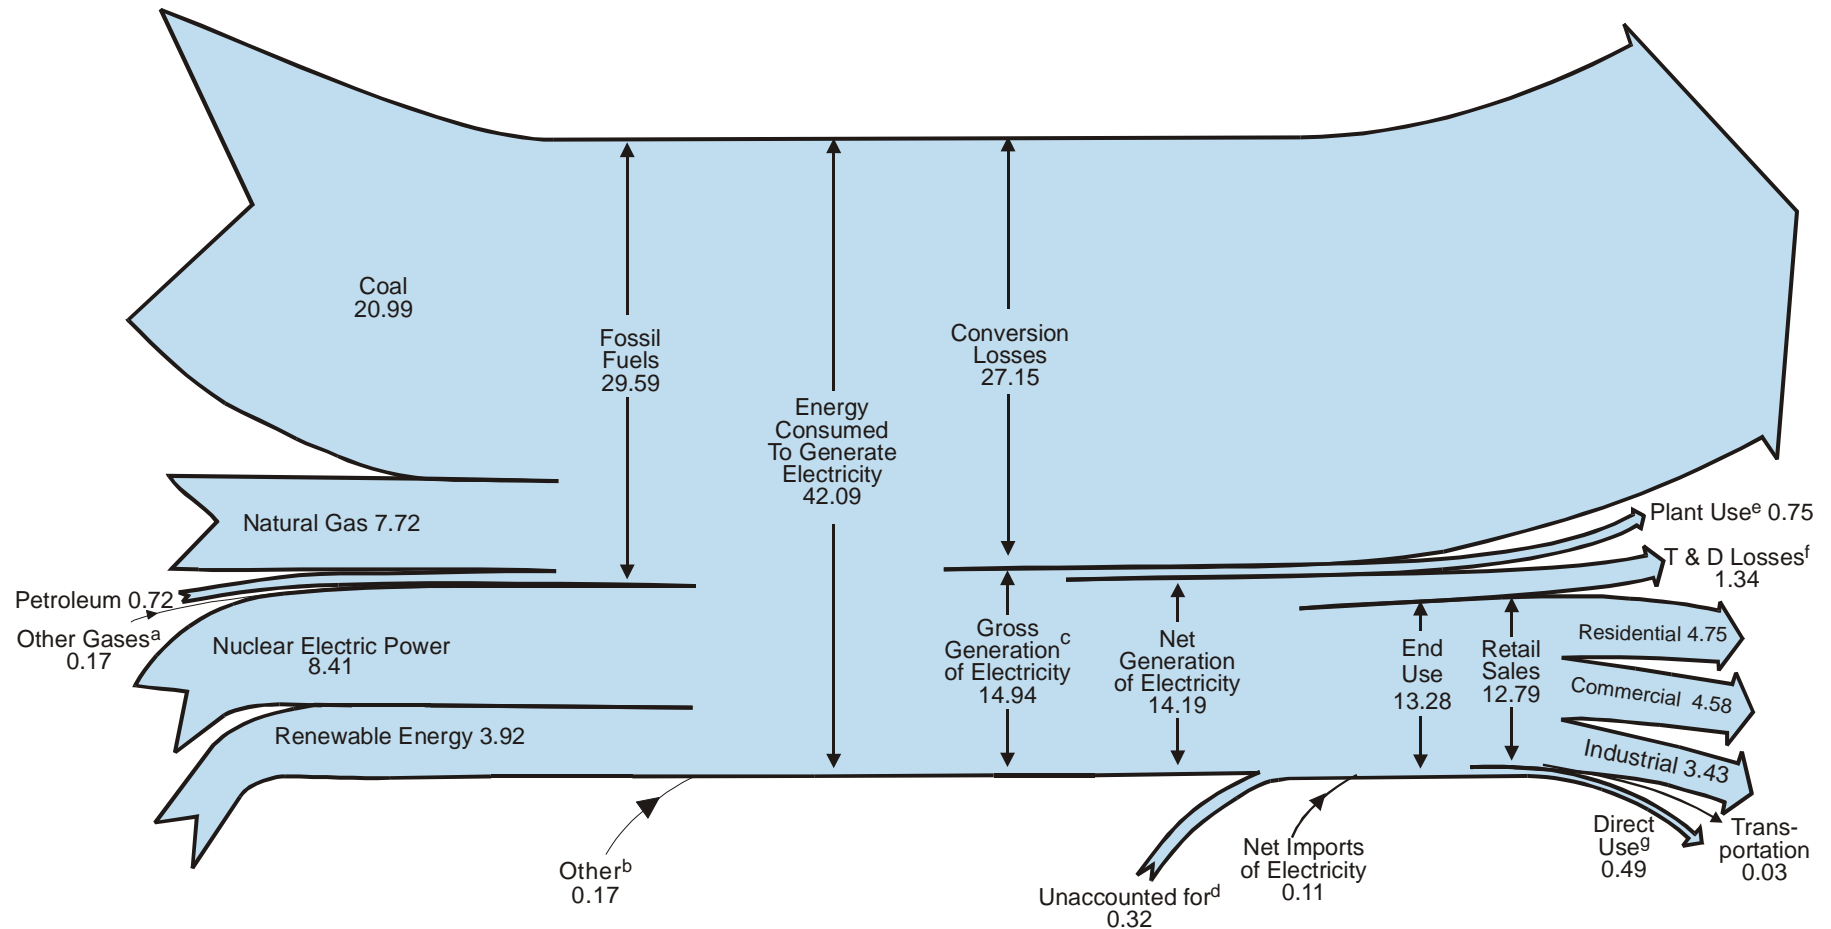 Coal
20.99
Fossil
Fuels
29.59
Energy
Consumed
To Generate
Electricity
42.09
Conversion
Losses
27.15
Natural Gas 7.72
Petroleum 0.72
Other Gasesa
0.17
Nuclear Electric Power
8.41
Renewable Energy 3.92
Otherb
0.17
Gross
Generationc
of Electricity
14.94
Net
Generation
of Electricity
14.19
End
Use
13.28
Retail
Sales
12.79
Plant Usee 0.75
T & D Lossesf
1.34
Residential 4.75
Commercial 4.58
Industrial 3.43
Trans-
portation
0.03
Direct
Useg
0.49
Net Imports
of Electricity
0.11
Unaccounted ford
0.32